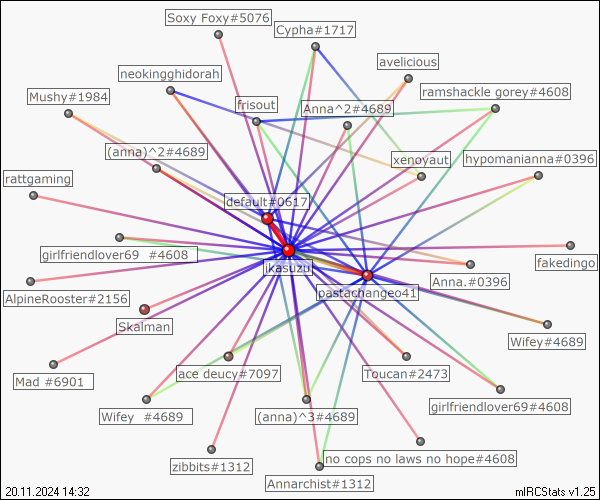 Soxy Foxy#5076
Cypha#1717
avelicious
neokingghidorah
ramshackle gorey#4608
Mushy#1984
frisout
Anna^2#4689
(anna)^2#4689
xenoyaut
hypomanianna#0396
rattgaming
default#0617
girlfriendlover69 #4608
fakedingo
jkasuzu
Anna.#0396
pastachangeo41
AlpineRooster#2156
Skalman
Wifey#4689
ace deucy#7097
Toucan#2473
Mad #6901
girlfriendlover69#4608
Wifey #4689
(anna)^3#4689
no cops no laws no hope#4608
zibbits#1312
Annarchist#1312
20.11.2024 14:32
mIRCStats v1.25